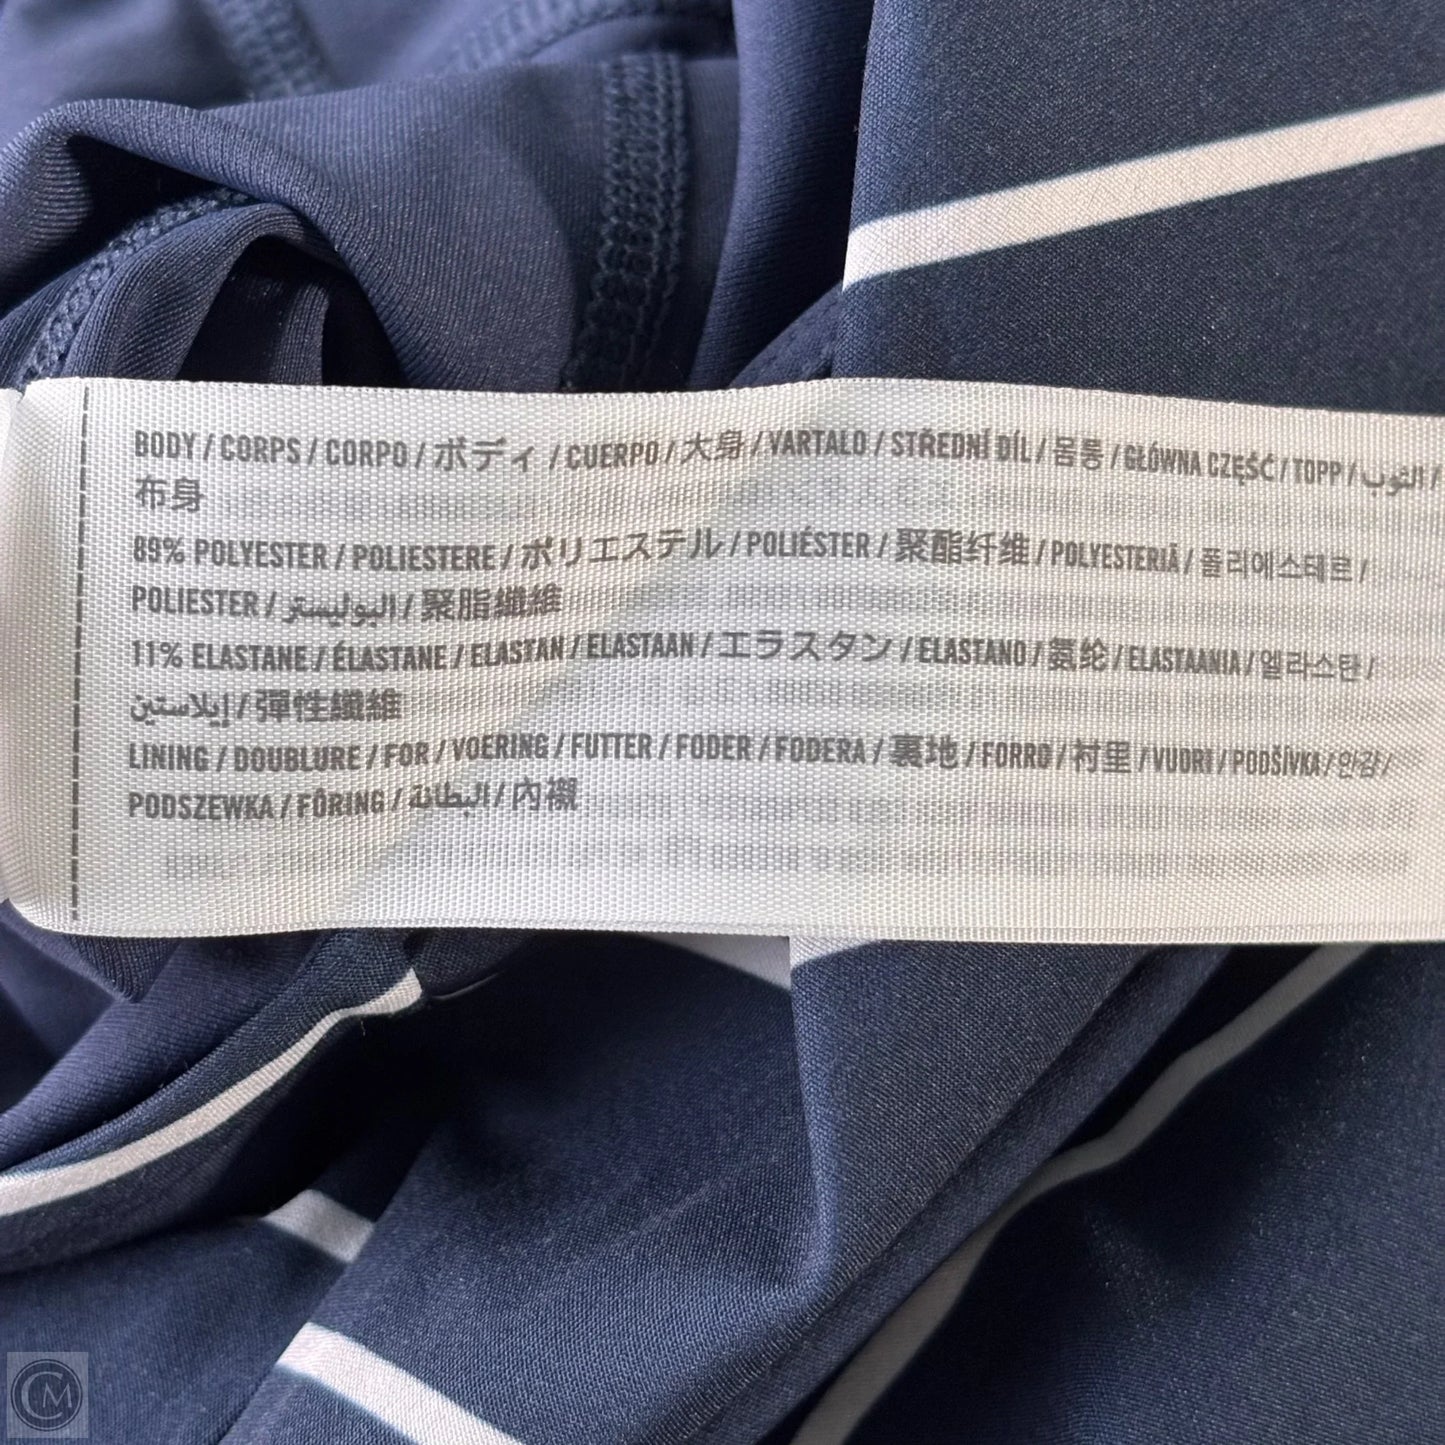 BODY / CORPS / CORPO / ボディ / CUERPO / 大身 / VARTALO / STŘEDNÍ DÍL / 몸통 / GŁÓWNA CZĘŚĆ / TOPP / الثوب /
布身
89% POLYESTER / POLIESTERE / ポリエステル / POLIÉSTER / 聚酯纤维 / POLYESTERIÄ / 폴리에스테르 /
POLIESTER / البوليستر / 聚脂纖維
11% ELASTANE / ÉLASTANE / ELASTAN / ELASTAAN / エラスタン / ELASTANO / 氨纶 / ELASTAANIA / 엘라스탄 /
إيلاستين / 彈性纖維
LINING / DOUBLURE / FOR / VOERING / FUTTER / FODER / FODERA / 裏地 / FORRO / 衬里 / VUORI / PODŠÍVKA / 안감 /
PODSZEWKA / FÔRING / البطانة / 內襯
CM